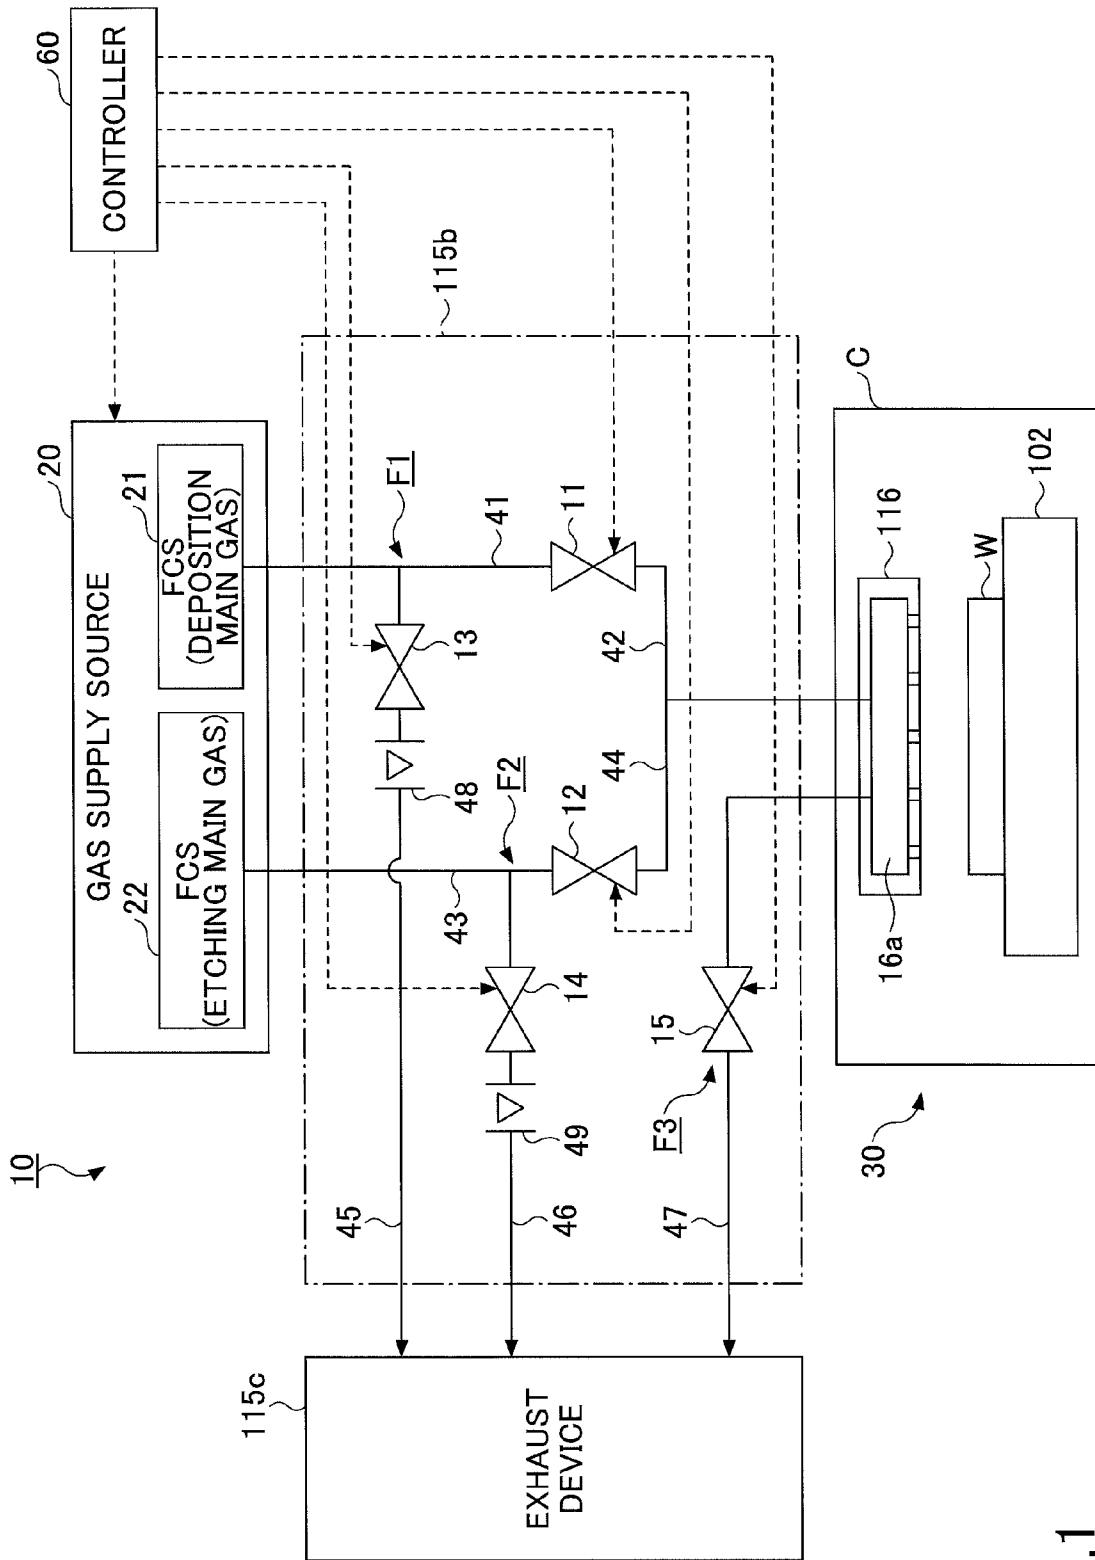 10
20
60
GAS SUPPLY SOURCE
CONTROLLER
22
21
FCS
(ETCHING MAIN GAS)
FCS
(DEPOSITION
MAIN GAS)
115c
45
F1
115b
13
48
43
F2
41
12
11
14
46
49
44
42
EXHAUST
DEVICE
15
F3
47
30
C
116
16a
W
102
.1